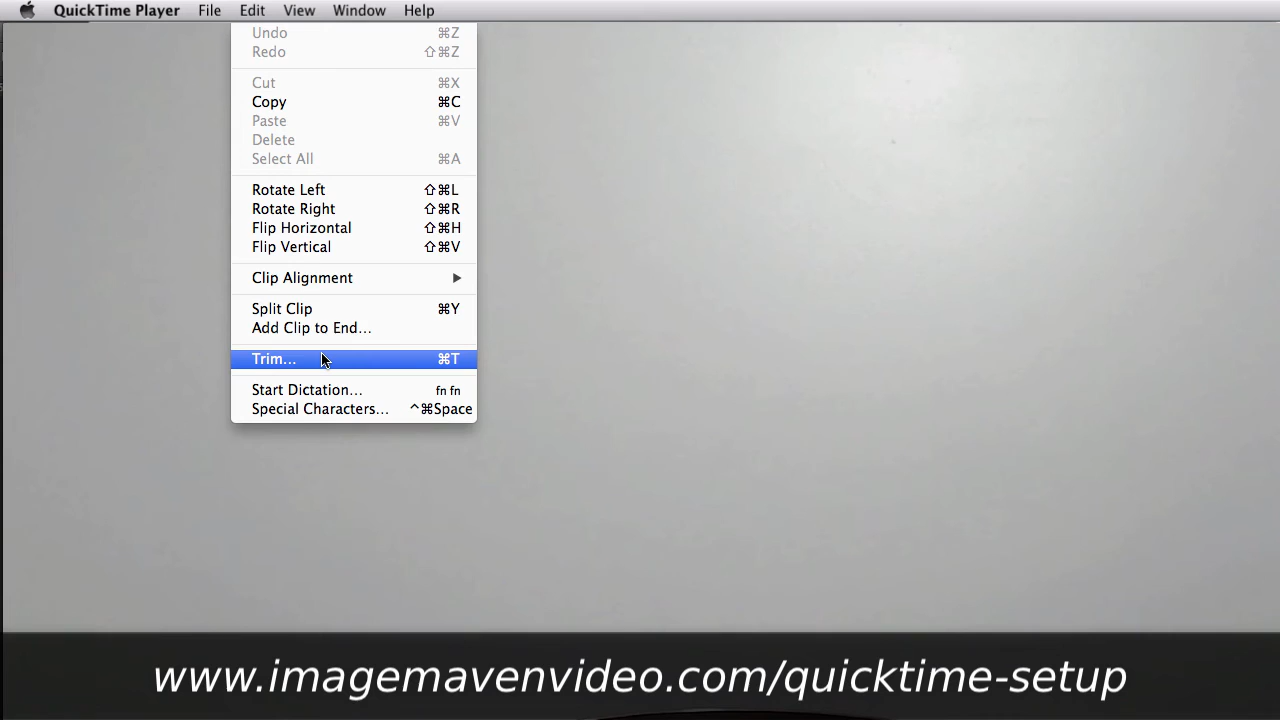 QuickTime Player File Edit View Window Help
Undo ⌘Z
Redo ⇧⌘Z
Cut ⌘X
Copy ⌘C
Paste ⌘V
Delete
Select All ⌘A
Rotate Left ⇧⌘L
Rotate Right ⇧⌘R
Flip Horizontal ⇧⌘H
Flip Vertical ⇧⌘V
Clip Alignment ▶
Split Clip ⌘Y
Add Clip to End...
Trim... ⌘T
Start Dictation... fn fn
Special Characters... ^⌘Space
www.imagemavenvideo.com/quicktime-setup